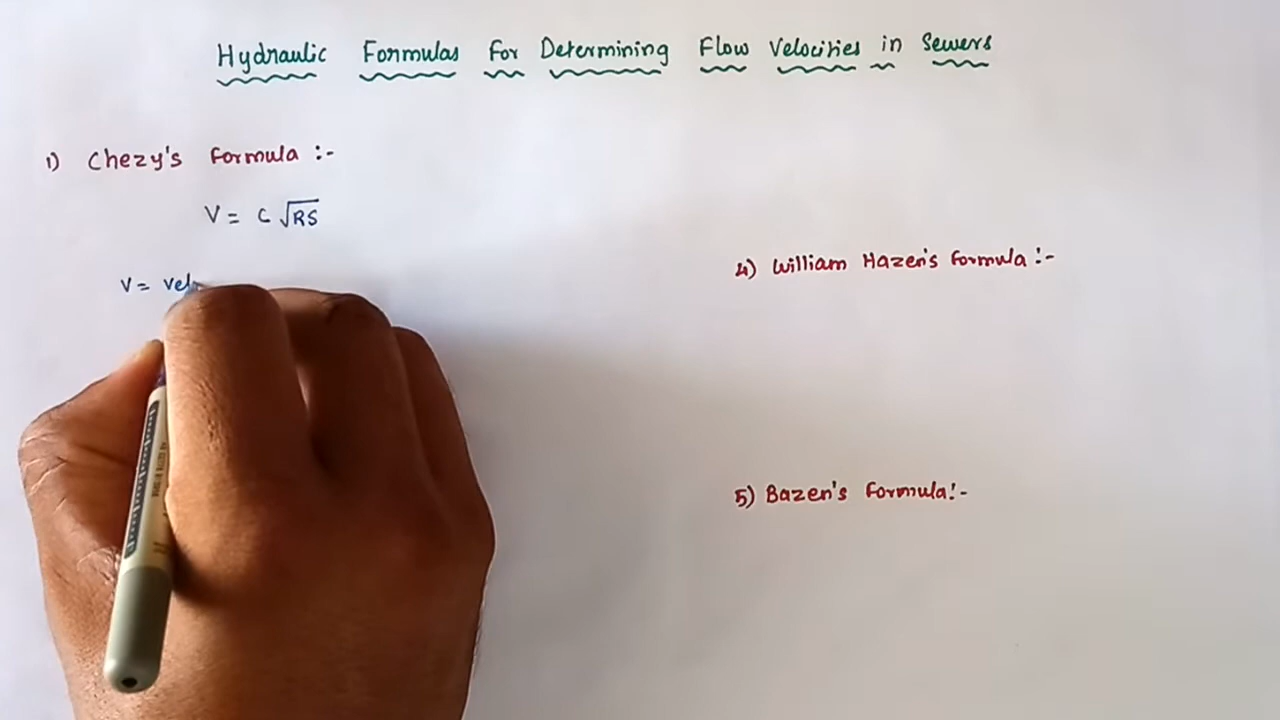 Hydraulic Formulas For Determining Flow Velocities in Sewers
1) Chezy's Formula :-
V = C √RS
V = Vel
4) William Hazen's Formula :-
5) Bazen's Formula :-